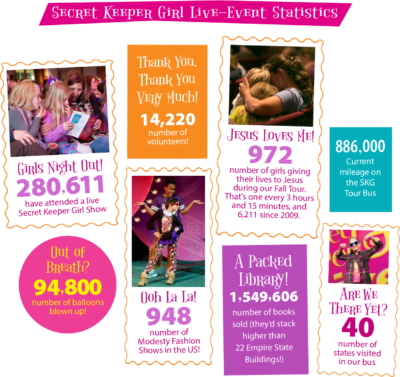 Secret Keeper Girl Live-Event Statistics
Girls Night Out!
280,611
have attended a live
Secret Keeper Girl Show
Thank You,
Thank You
Very Much!
14,220
number of
volunteers!
Jesus Loves Me!
972
number of girls giving
their lives to Jesus
during our Fall Tour.
That's one every 3 hours
and 15 minutes, and
6,211 since 2009.
886,000
Current
mileage on
the SKG
Tour Bus
Out of
Breath?
94,800
number of balloons
blown up!
Ooh La La!
948
number of
Modesty Fashion
Shows in the US!
A Packed
Library!
1,549,606
number of books
sold (they'd stack
higher than
22 Empire State
Buildings!)
Are We
There Yet?
40
number of
states visited
in our bus